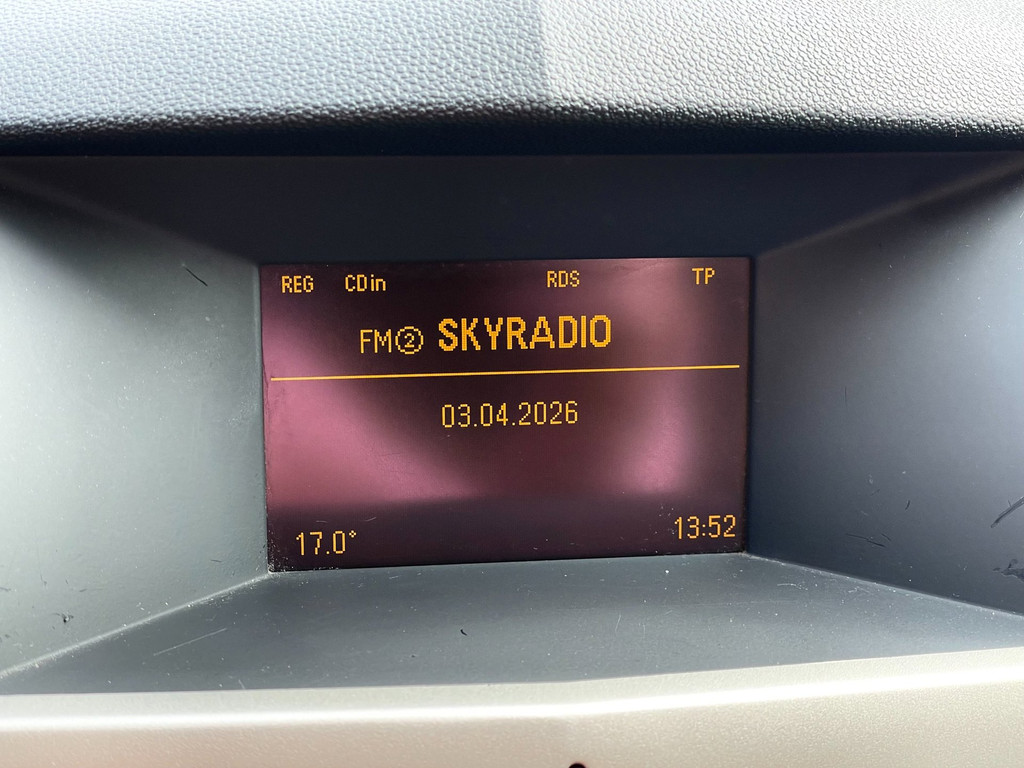 REG CDin RDS TP
FM② SKYRADIO
03.04.2026
17.0° 13:52